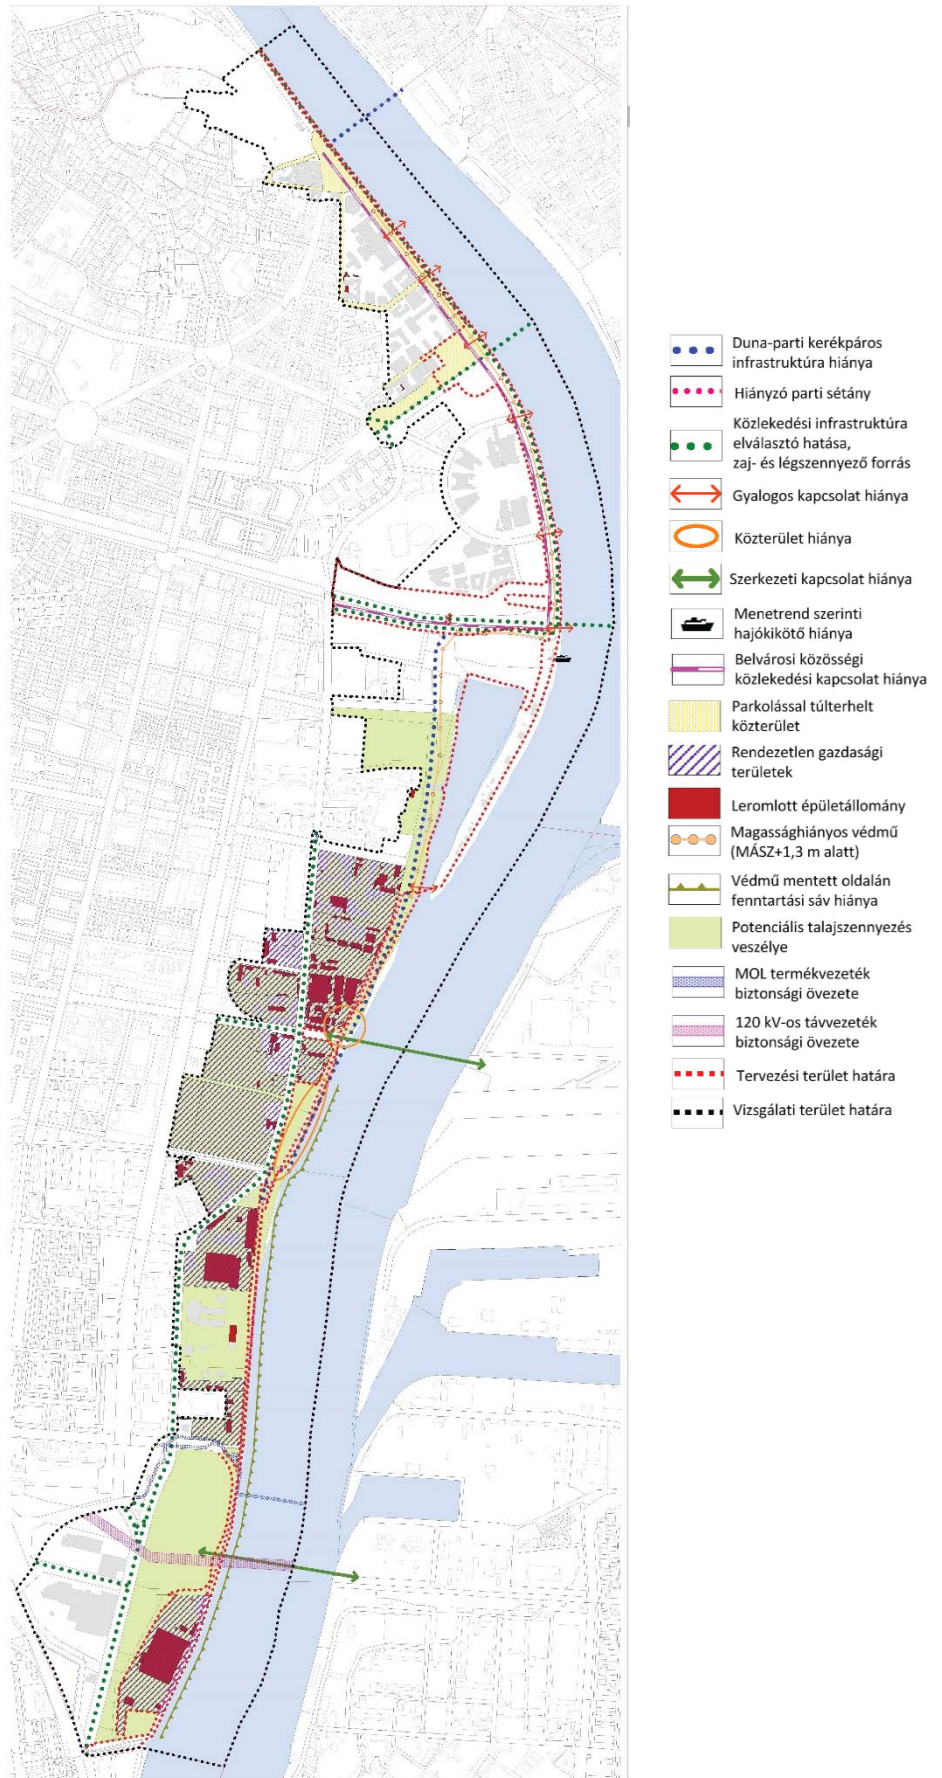 Duna-parti kerékpáros
infrastruktúra hiánya
Hiányzó parti sétány
Közlekedési infrastruktúra
elválasztó hatása,
zaj- és légszennyező forrás
Gyalogos kapcsolat hiánya
Közterület hiánya
Szerkezeti kapcsolat hiánya
Menetrend szerinti
hajókikötő hiánya
Belvárosi közösségi
közlekedési kapcsolat hiánya
Parkolással túlterhelt
közterület
Rendezetlen gazdasági
területek
Leromlott épületállomány
Magassághiányos védmű
(MÁSZ+1,3 m alatt)
Védmű mentett oldalán
fenntartási sáv hiánya
Potenciális talajszennyezés
veszélye
MOL termékvezeték
biztonsági övezete
120 kV-os távvezeték
biztonsági övezete
Tervezési terület határa
Vizsgálati terület határa